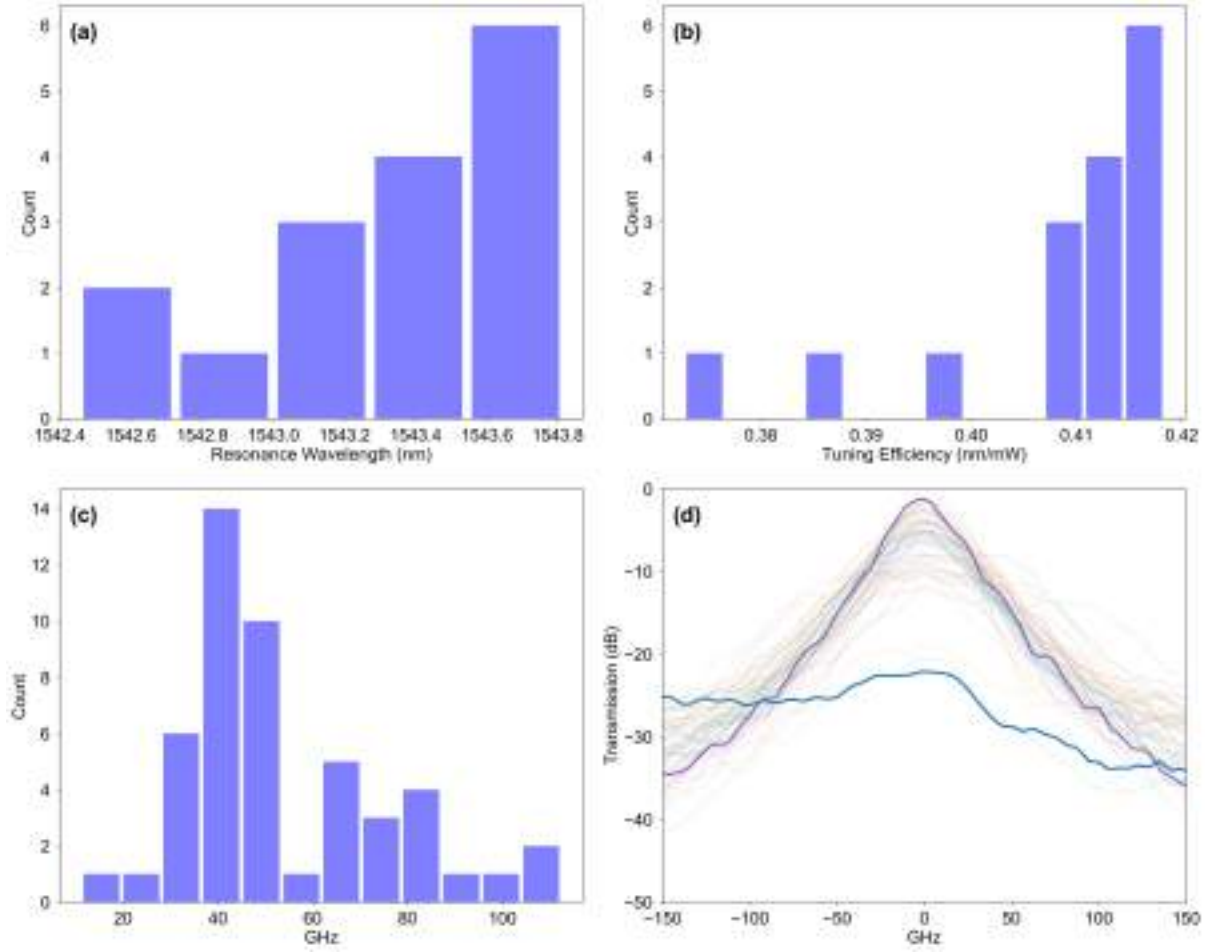 (a)
Count
6
5
4
3
2
1
0
1542.4 1542.6 1542.8 1543.0 1543.2 1543.4 1543.6 1543.8
Resonance Wavelength (nm)
(b)
Count
6
5
4
3
2
1
0
0.38 0.39 0.40 0.41 0.42
Tuning Efficiency (nm/mW)
(c)
Count
14
12
10
8
6
4
2
0
20 40 60 80 100
GHz
(d)
Transmission (dB)
0
−10
−20
−30
−40
−50
−150 −100 −50 0 50 100 150
GHz